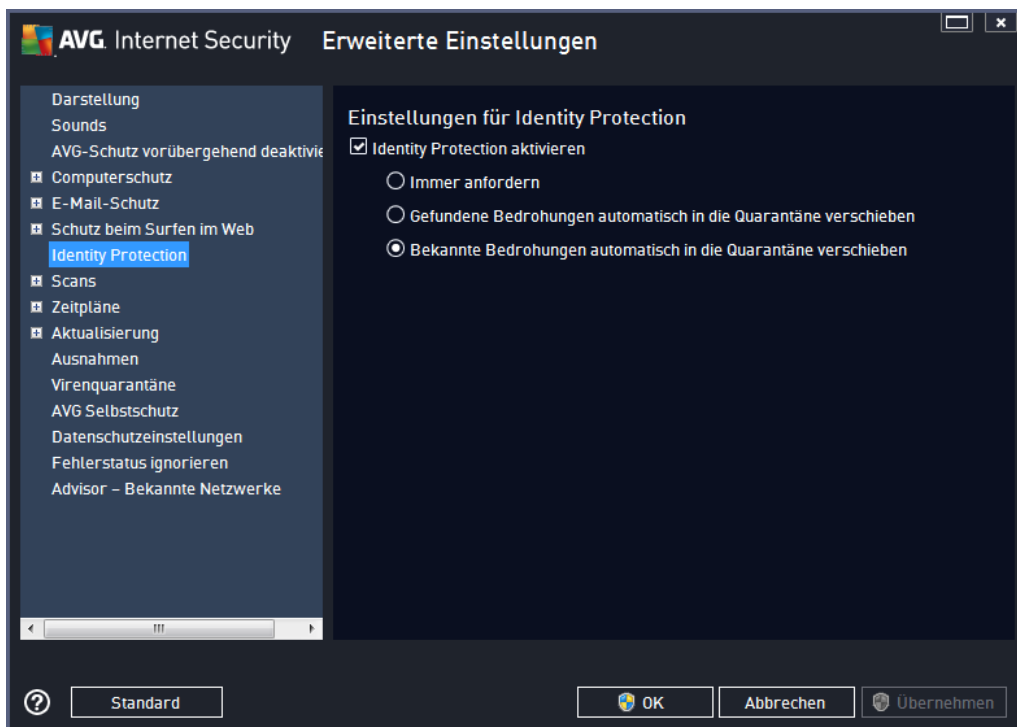 AVG. Internet Security Erweiterte Einstellungen
Darstellung
Sounds
AVG-Schutz vorübergehend deaktivie
Computerschutz
E-Mail-Schutz
Schutz beim Surfen im Web
Identity Protection
Scans
Zeitpläne
Aktualisierung
Ausnahmen
Virenquarantäne
AVG Selbstschutz
Datenschutzeinstellungen
Fehlerstatus ignorieren
Advisor – Bekannte Netzwerke
Einstellungen für Identity Protection
Identity Protection aktivieren
Immer anfordern
Gefundene Bedrohungen automatisch in die Quarantäne verschieben
Bekannte Bedrohungen automatisch in die Quarantäne verschieben
Standard
OK
Abbrechen
Übernehmen